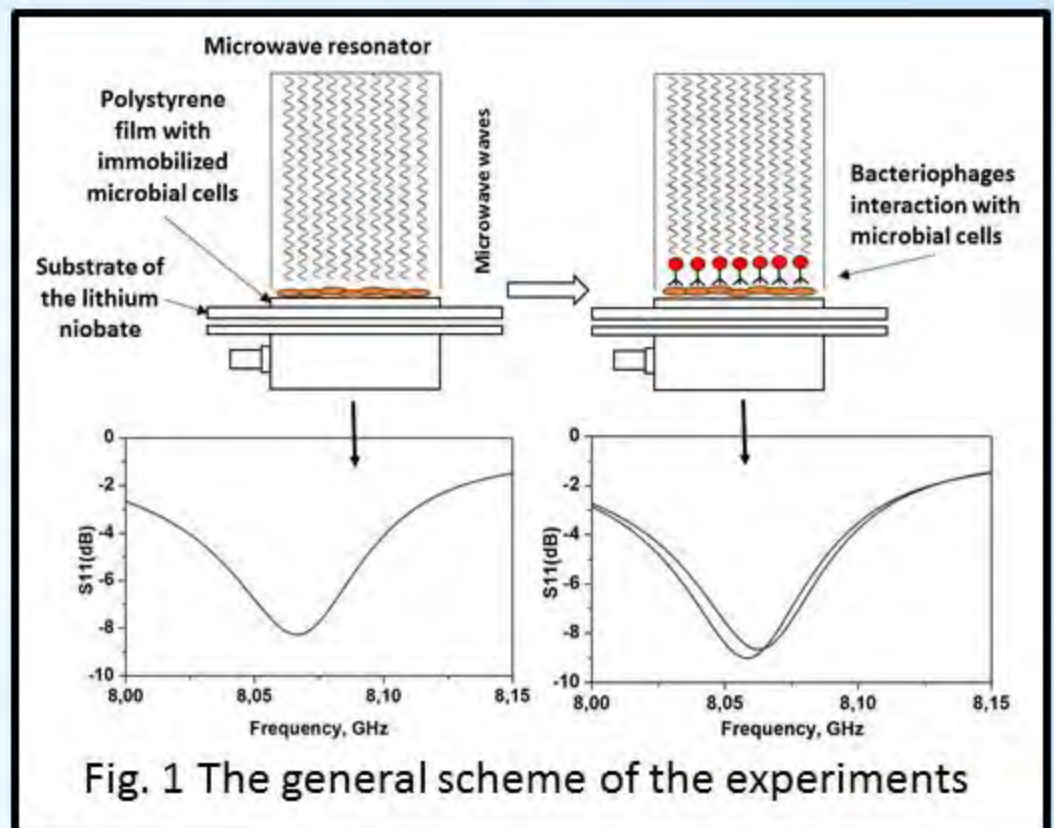 Microwave resonator
Polystyrene
film with
immobilized
microbial cells
Substrate of
the lithium
niobate
Microwave waves
Bacteriophages
interaction with
microbial cells
0
-2
-4
-6
-8
-10
S11(dB)
8,00
8,05
8,10
8,15
Frequency, GHz
0
-2
-4
-6
-8
-10
S11(dB)
8,00
8,05
8,10
8,15
Frequency, GHz
Fig. 1 The general scheme of the experiments